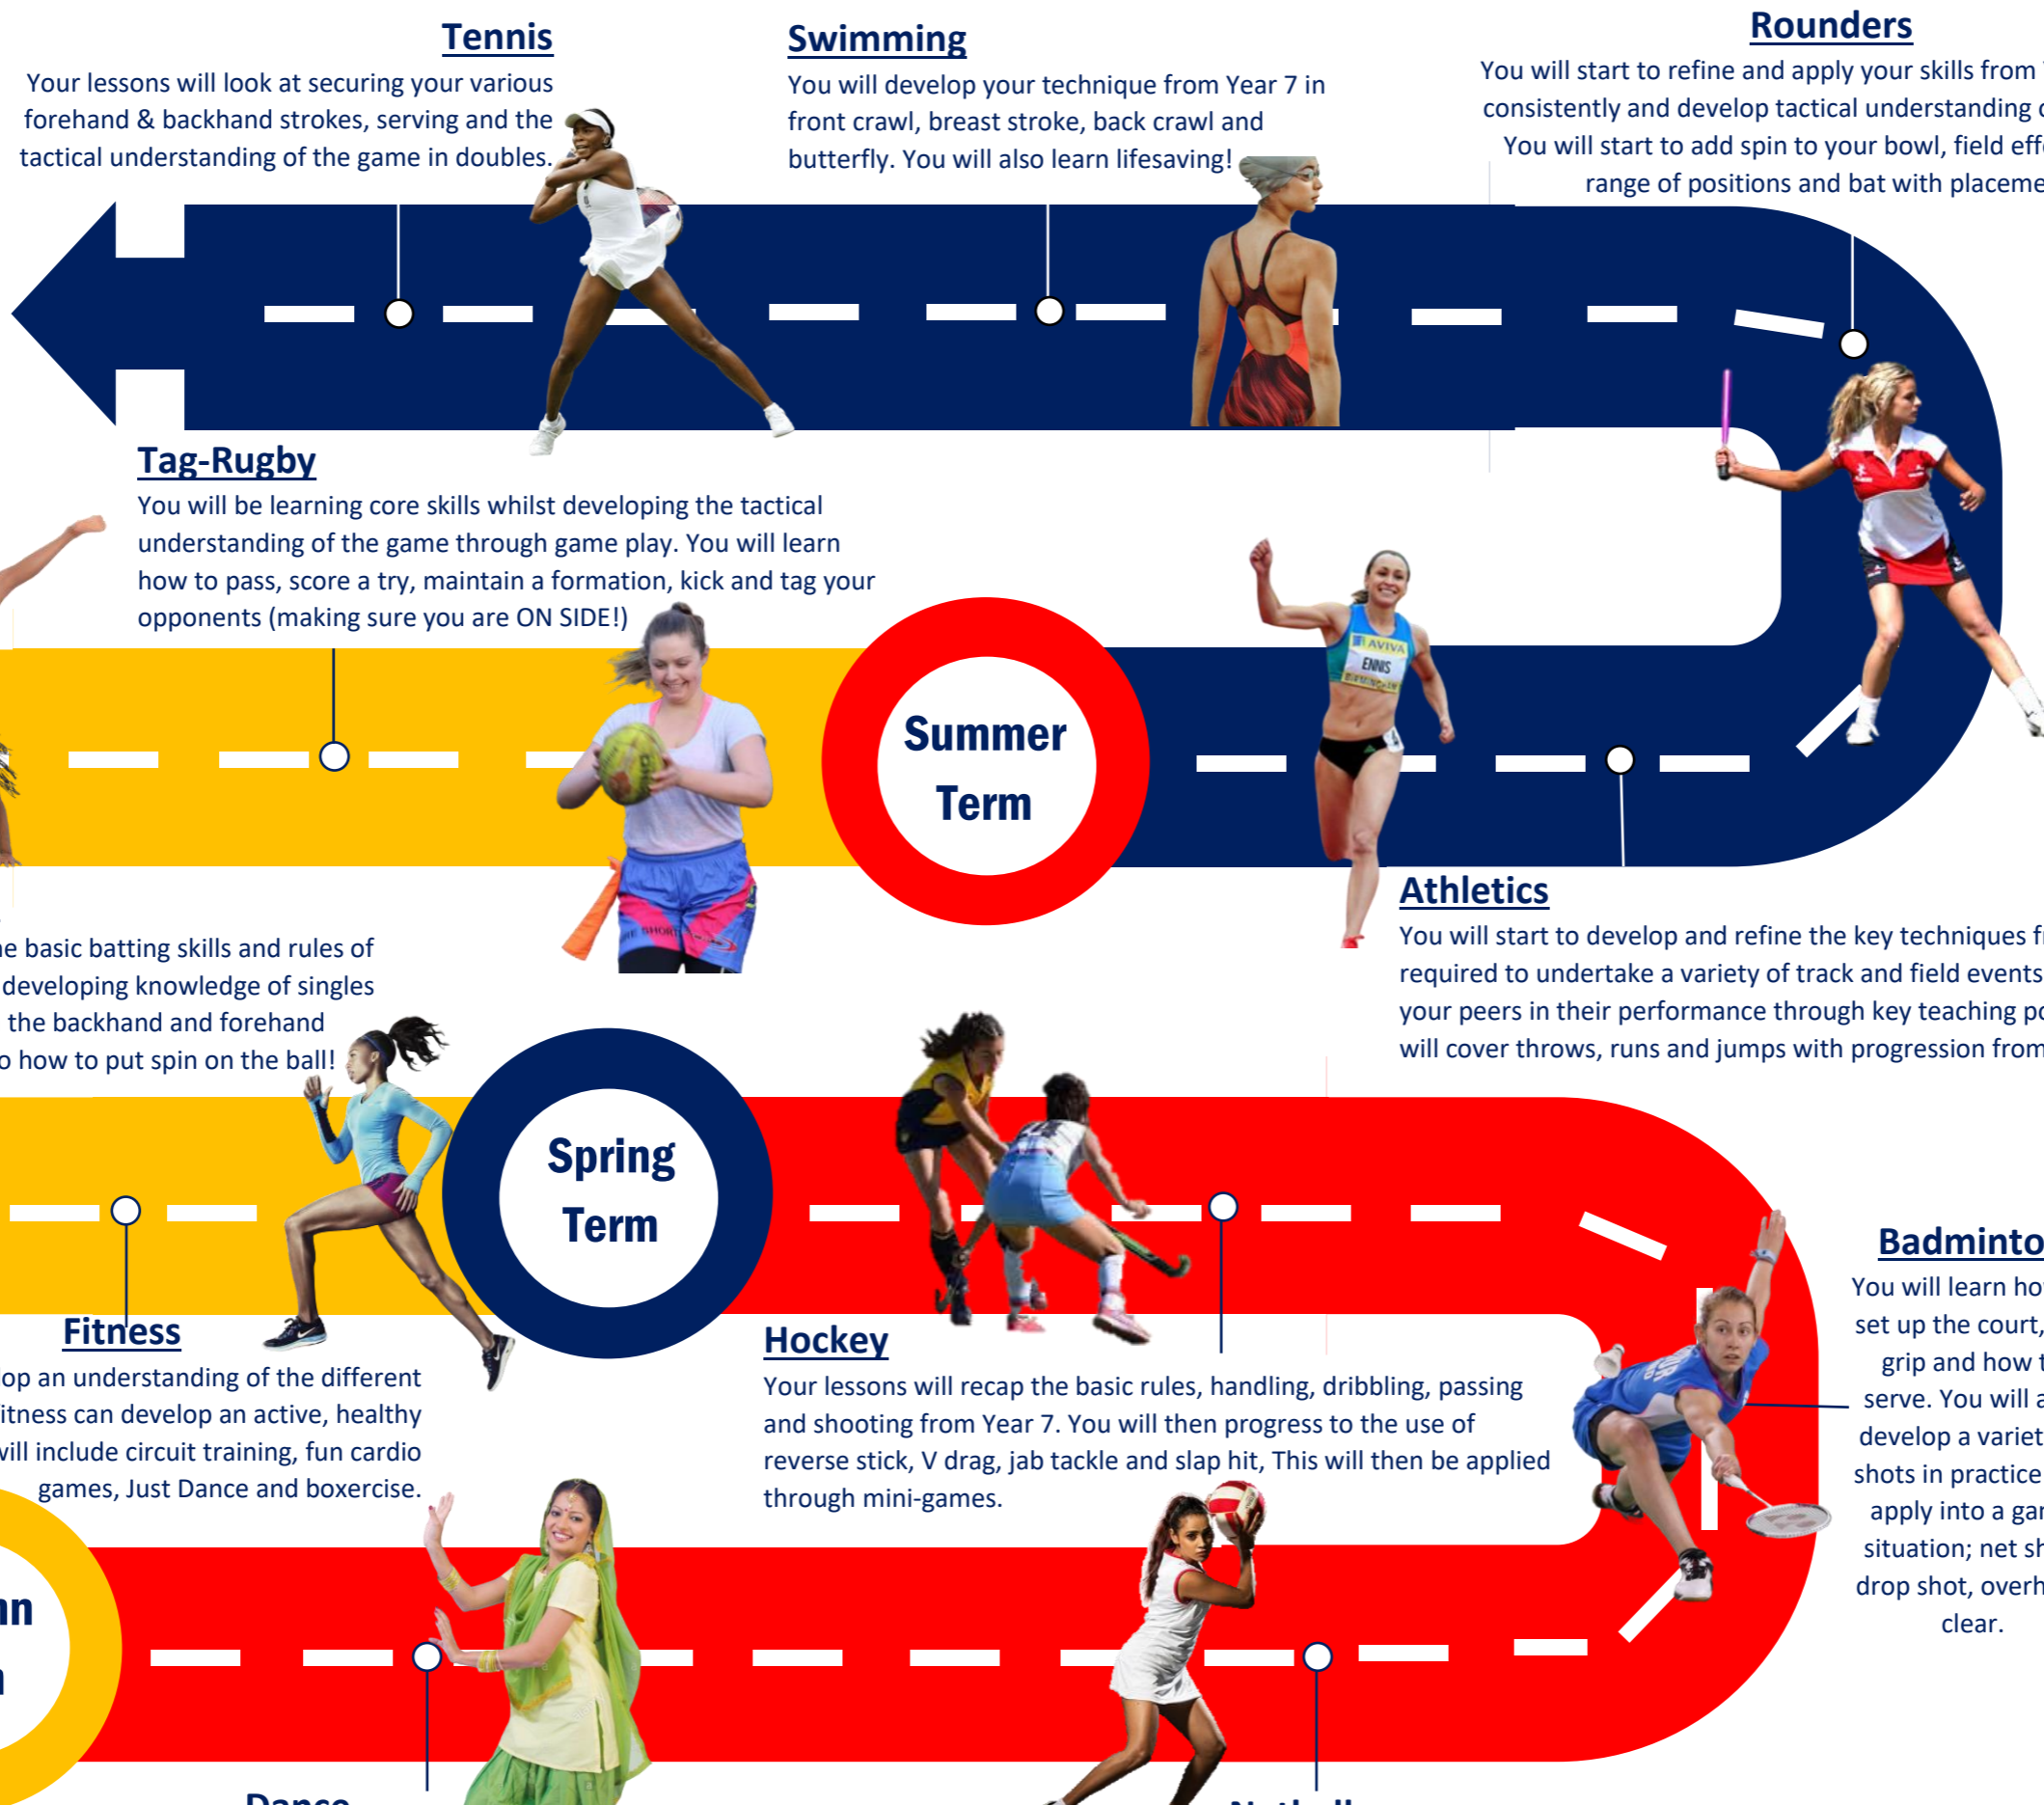 Tennis
Your lessons will look at securing your various
forehand & backhand strokes, serving and the
tactical understanding of the game in doubles.
Swimming
You will develop your technique from Year 7 in
front crawl, breast stroke, back crawl and
butterfly. You will also learn lifesaving!
Rounders
You will start to refine and apply your skills from
consistently and develop tactical understanding
You will start to add spin to your bowl, field
range of positions and bat with
Tag-Rugby
You will be learning core skills whilst developing the tactical
understanding of the game through game play. You will learn
how to pass, score a try, maintain a formation, kick and tag your
opponents (making sure you are ON SIDE!)
Summer
Term
AVIVA
ENNIS
Athletics
You will start to develop and refine the key techniques
required to undertake a variety of track and field events
your peers in their performance through key teaching
will cover throws, runs and jumps with progression from
basic batting skills and rules of
developing knowledge of singles
the backhand and forehand
how to put spin on the ball!
Spring
Term
Fitness
an understanding of the different
can develop an active, healthy
will include circuit training, fun cardio
games, Just Dance and boxercise.
Hockey
Your lessons will recap the basic rules, handling, dribbling, passing
and shooting from Year 7. You will then progress to the use of
reverse stick, V drag, jab tackle and slap hit, This will then be applied
through mini-games.
Badminto
You will learn
set up the court,
grip and how
serve. You will
develop a
shots in practice
apply into a
situation; net
drop shot,
clear.
Dance